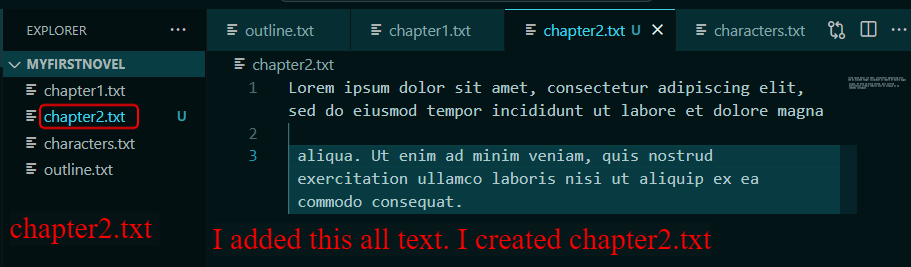 EXPLORER ···
MYFIRSTNOVEL
chapter1.txt
chapter2.txt U
characters.txt
outline.txt
chapter2.txt
outline.txt chapter1.txt chapter2.txt U characters.txt ···
chapter2.txt
1 Lorem ipsum dolor sit amet, consectetur adipiscing elit,
sed do eiusmod tempor incididunt ut labore et dolore magna
2
3 aliqua. Ut enim ad minim veniam, quis nostrud
exercitation ullamco laboris nisi ut aliquip ex ea
commodo consequat.
I added this all text. I created chapter2.txt